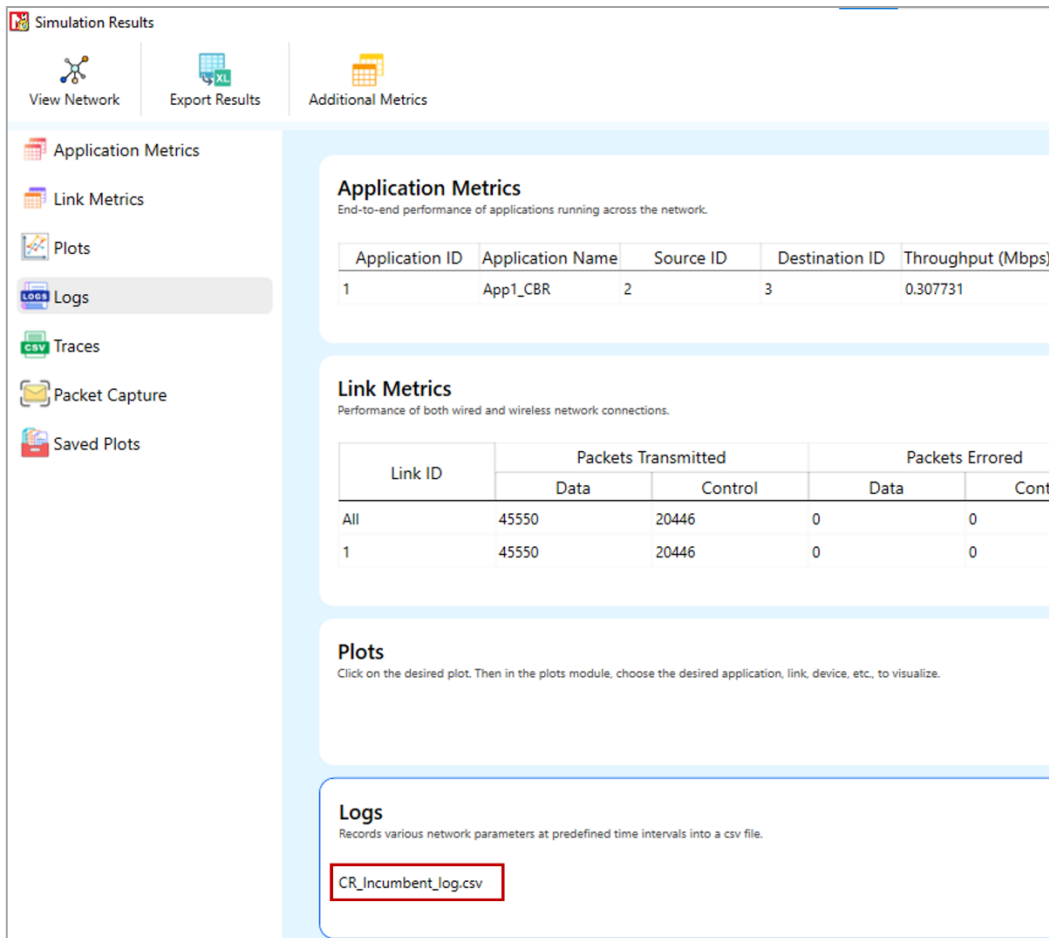 Simulation Results
View Network
Export Results
Additional Metrics
Application Metrics
Link Metrics
Plots
Logs
Traces
Packet Capture
Saved Plots
Application Metrics
End-to-end performance of applications running across the network.
Application ID Application Name Source ID Destination ID Throughput (Mbps)
1 App1_CBR 2 3 0.307731
Link Metrics
Performance of both wired and wireless network connections.
Link ID Packets Transmitted Packets Errored
Data Control Data Cont
All 45550 20446 0 0
1 45550 20446 0 0
Plots
Click on the desired plot. Then in the plots module, choose the desired application, link, device, etc., to visualize.
Logs
Records various network parameters at predefined time intervals into a csv file.
CR_Incumbent_log.csv